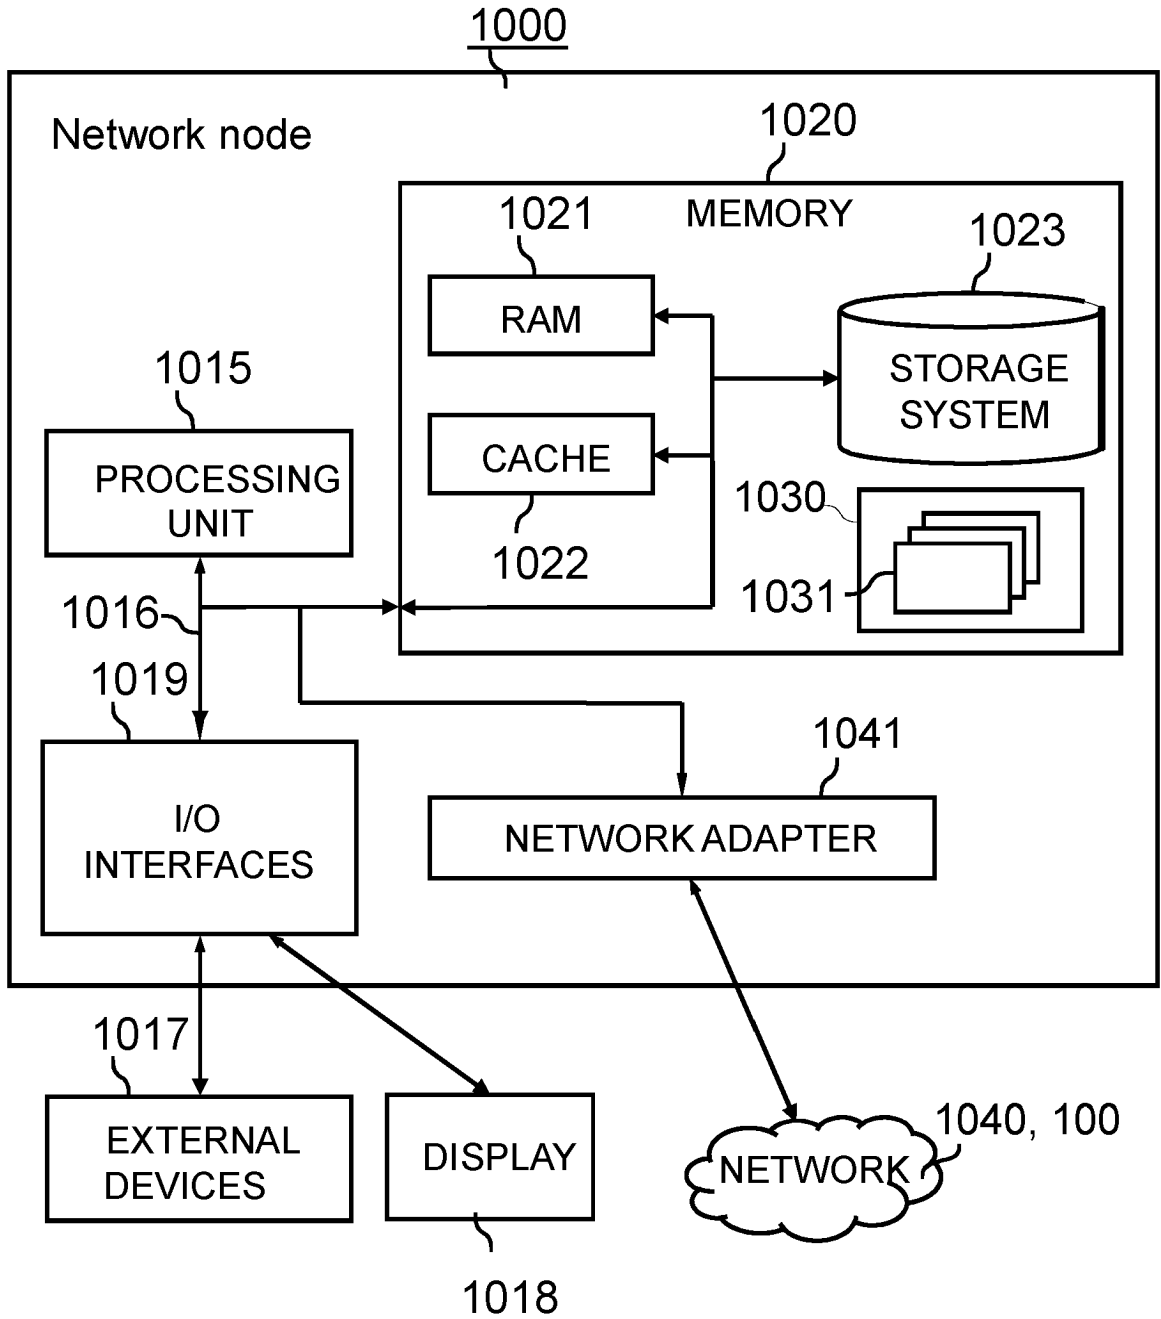 1000
Network node
1020
MEMORY
1021
RAM
1023
STORAGE
SYSTEM
1015
PROCESSING
UNIT
CACHE
1022
1030
1031
1016
1019
I/O
INTERFACES
1041
NETWORK ADAPTER
1017
EXTERNAL
DEVICES
DISPLAY
1018
1040, 100
NETWORK